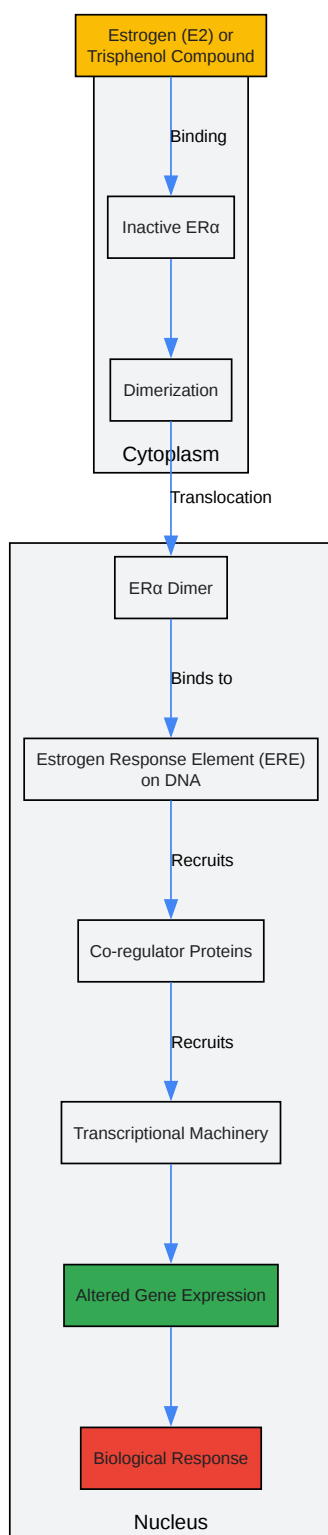 Estrogen (E2) or
Trisphenol Compound
Binding
Inactive ERα
Dimerization
Cytoplasm
Translocation
ERα Dimer
Binds to
Estrogen Response Element (ERE)
on DNA
Recruits
Co-regulator Proteins
Recruits
Transcriptional Machinery
Altered Gene Expression
Biological Response
Nucleus